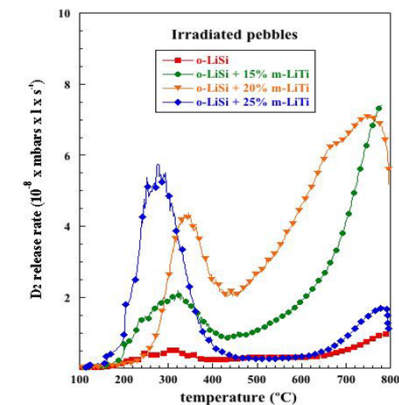 Irradiated pebbles
o-LiSi
o-LiSi + 15% m-LiTi
o-LiSi + 20% m-LiTi
o-LiSi + 25% m-LiTi
10
8
6
4
2
100 200 300 400 500 600 700 800
temperature (ºC)
D₂ release rate (10⁻⁸ x mbars x l x s⁻¹)